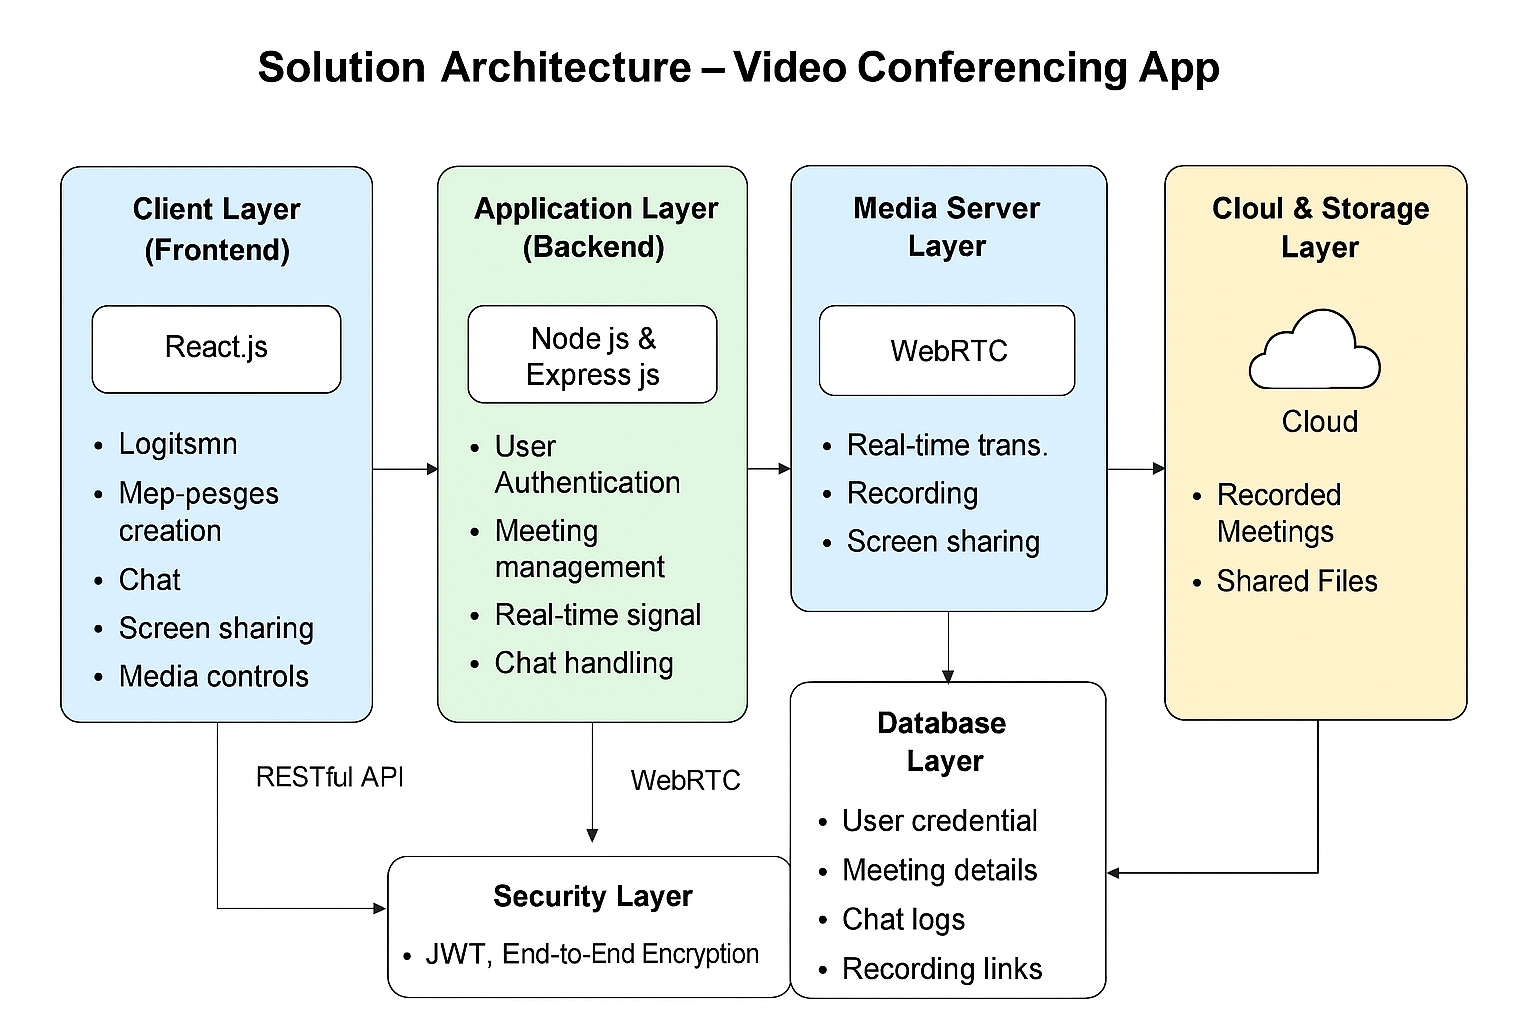 Solution Architecture – Video Conferencing App
Client Layer
(Frontend)
React.js
• Logitsmn
• Mep-pesges
creation
• Chat
• Screen sharing
• Media controls
Application Layer
(Backend)
Node js &
Express js
• User
Authentication
• Meeting
management
• Real-time signal
• Chat handling
Media Server
Layer
WebRTC
• Real-time trans.
• Recording
• Screen sharing
Cloul & Storage
Layer
Cloud
• Recorded
Meetings
• Shared Files
RESTful API
WebRTC
Security Layer
• JWT, End-to-End Encryption
Database
Layer
• User credential
• Meeting details
• Chat logs
• Recording links